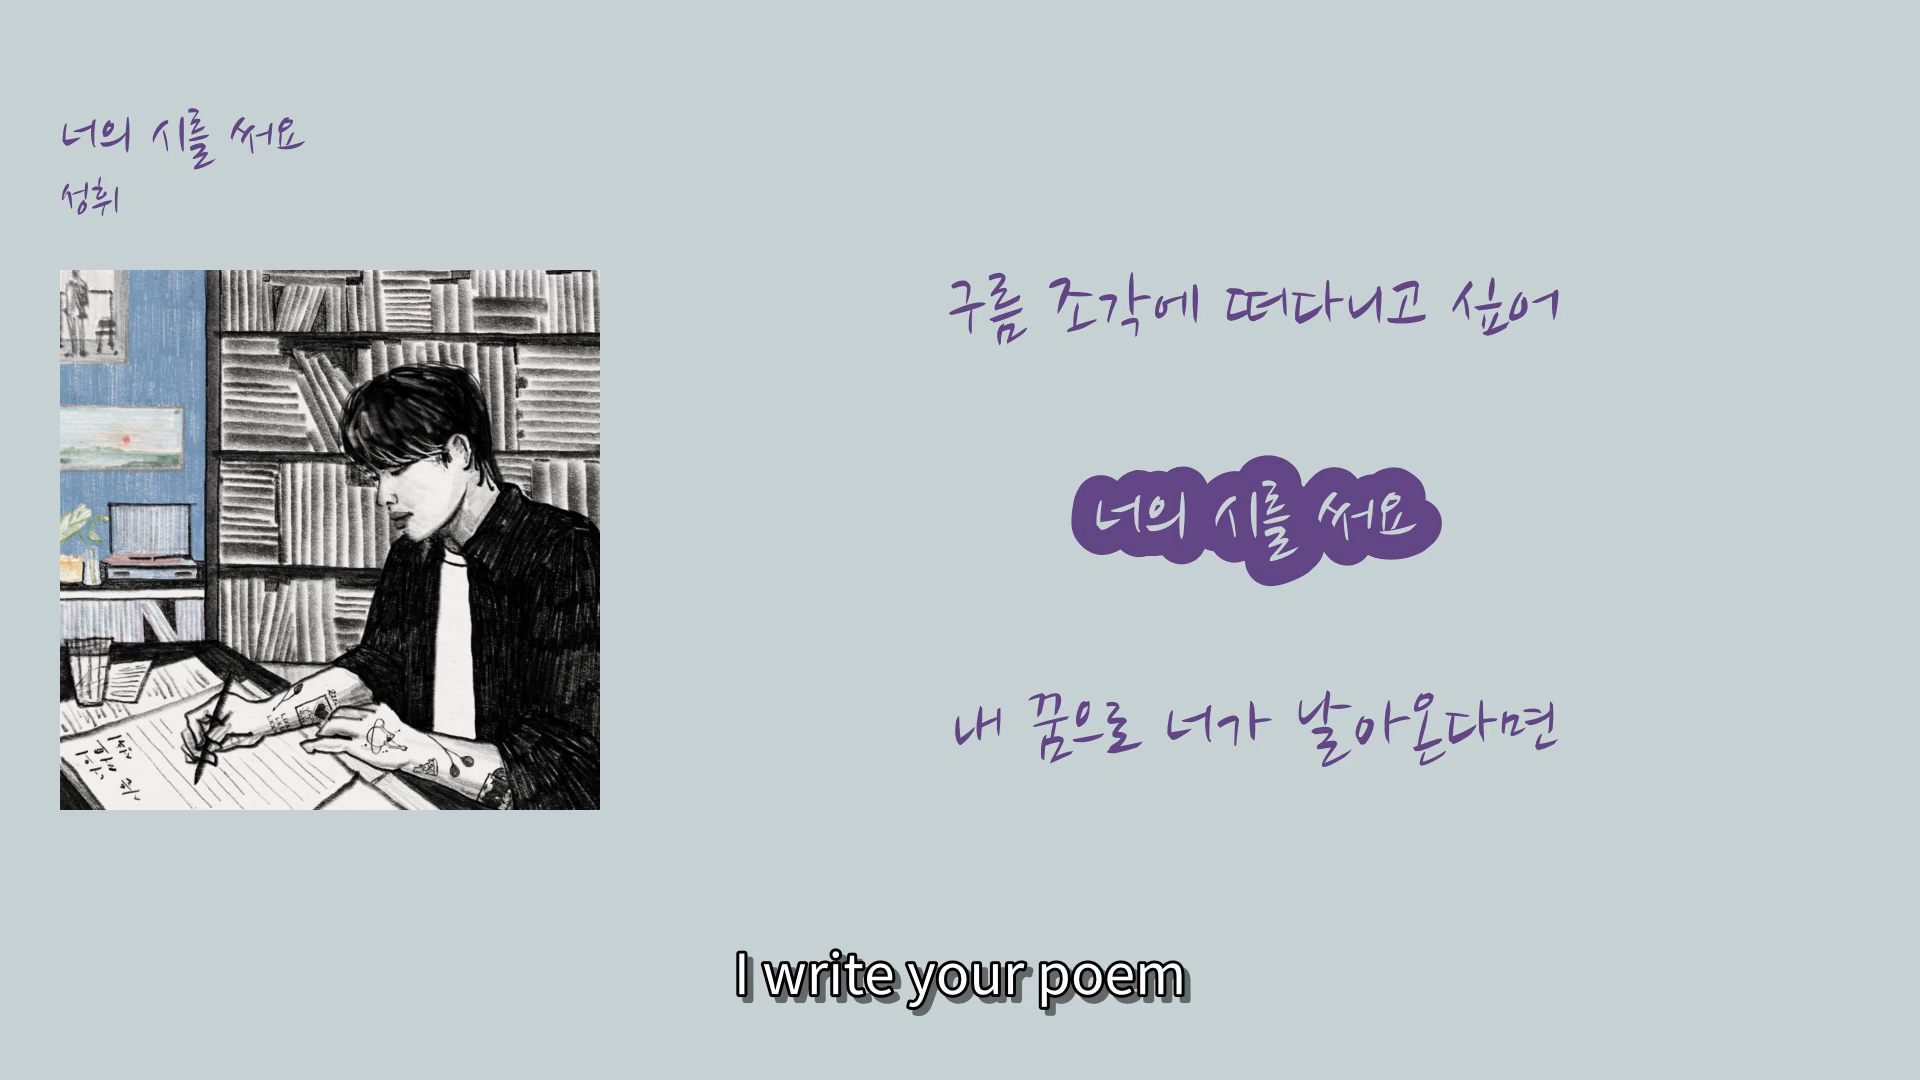 너의 시를 써요
성휘
구름 조각에 떠다니고 싶어
너의 시를 써요
내 꿈으로 너가 날아온다면
I write your poem